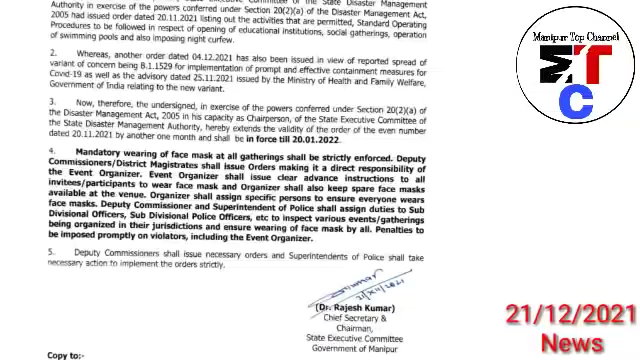 Authority in exercise of the powers conferred under Section 20(2)(a) of the Disaster Management Act,
2005 had issued order dated 20.11.2021 listing out the activities that are permitted, Standard Operating
Procedures to be followed in respect of opening of educational institutions, social gatherings, operation
of swimming pools and also imposing night curfew.
2. Whereas, another order dated 04.12.2021 has also been issued in view of reported spread of
variant of concern being B.1.1529 for implementation of prompt and effective containment measures for
Covid-19 as well as the advisory dated 25.11.2021 issued by the Ministry of Health and Family Welfare,
Government of India relating to the new variant.
3. Now, therefore, the undersigned, in exercise of the powers conferred under Section 20(2)(a) of
the Disaster Management Act, 2005 in his capacity as Chairperson, of the State Executive Committee of
the State Disaster Management Authority, hereby extends the validity of the order of the even number
dated 20.11.2021 by another one month and shall be in force till 20.01.2022
4. Mandatory wearing of face mask at all gatherings shall be strictly enforced. Deputy
Commissioners/District Magistrates shall issue Orders making it a direct responsibility of
the Event Organizer. Event Organizer shall issue clear advance instructions to all
invitees/participants to wear face mask and Organizer shall also keep spare face masks
available at the venue. Organizer shall assign specific persons to ensure everyone wears
face masks. Deputy Commissioner and Superintendent of Police shall assign duties to Sub
Divisional Officers, Sub Divisional Police Officers, etc to inspect various events/gatherings
being organized in their jurisdictions and ensure wearing of face mask by all. Penalties to
be imposed promptly on violators, including the Event Organizer.
5. Deputy Commissioners shall issue necessary orders and Superintendents of Police shall take
necessary action to implement the orders strictly.
21/XII/2021
(Dr. Rajesh Kumar)
Chief Secretary &
Chairman,
State Executive Committee
Government of Manipur
Copy to:-
Manipur Top Channel
MTC
21/12/2021
News